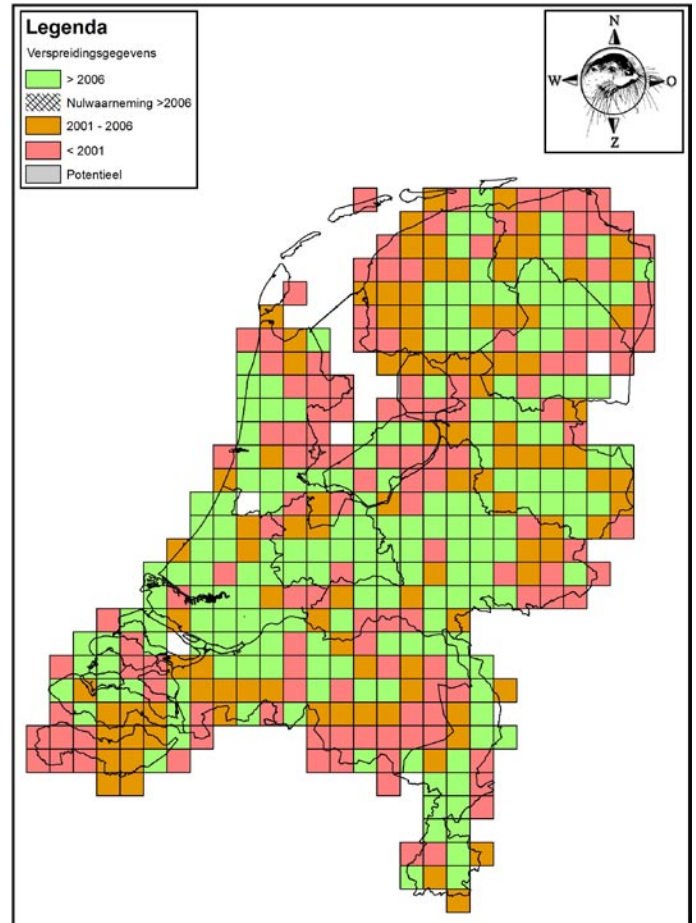 Legenda
Verspreidingsgegevens
> 2006
Nulwaarneming >2006
2001 - 2006
< 2001
Potentieel
N
W O
Z